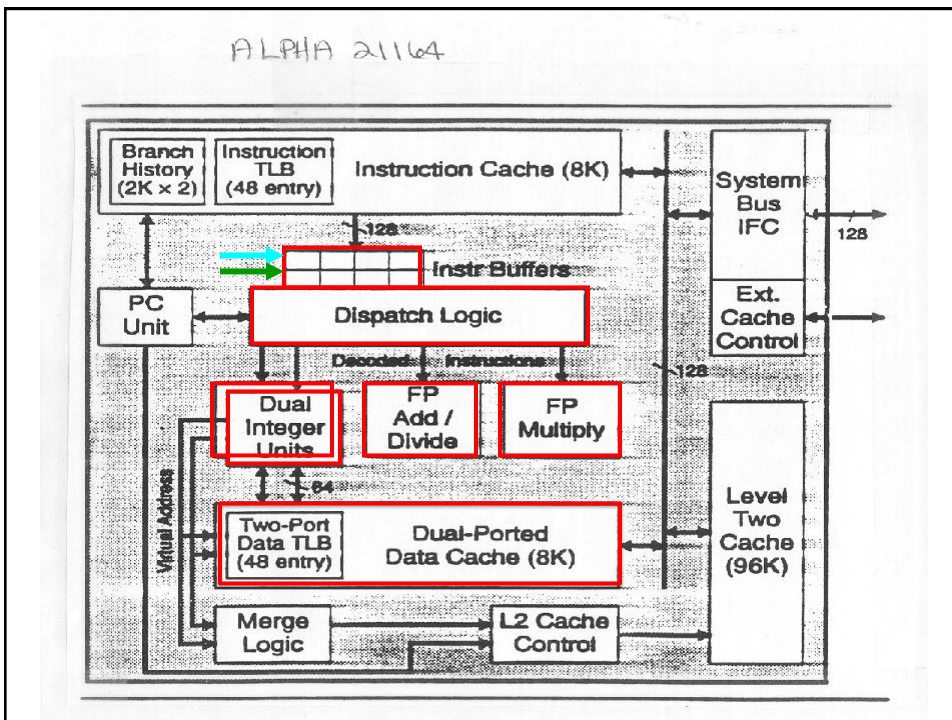 ALPHA 21164
Branch
History
(2K × 2)
Instruction
TLB
(48 entry)
Instruction Cache (8K)
System
Bus
IFC
128
128
Instr Buffers
PC
Unit
Dispatch Logic
Ext.
Cache
Control
Decoded Instructions
128
Dual
Integer
Units
FP
Add /
Divide
FP
Multiply
64
Virtual Address
Two-Port
Data TLB
(48 entry)
Dual-Ported
Data Cache (8K)
Level
Two
Cache
(96K)
Merge
Logic
L2 Cache
Control